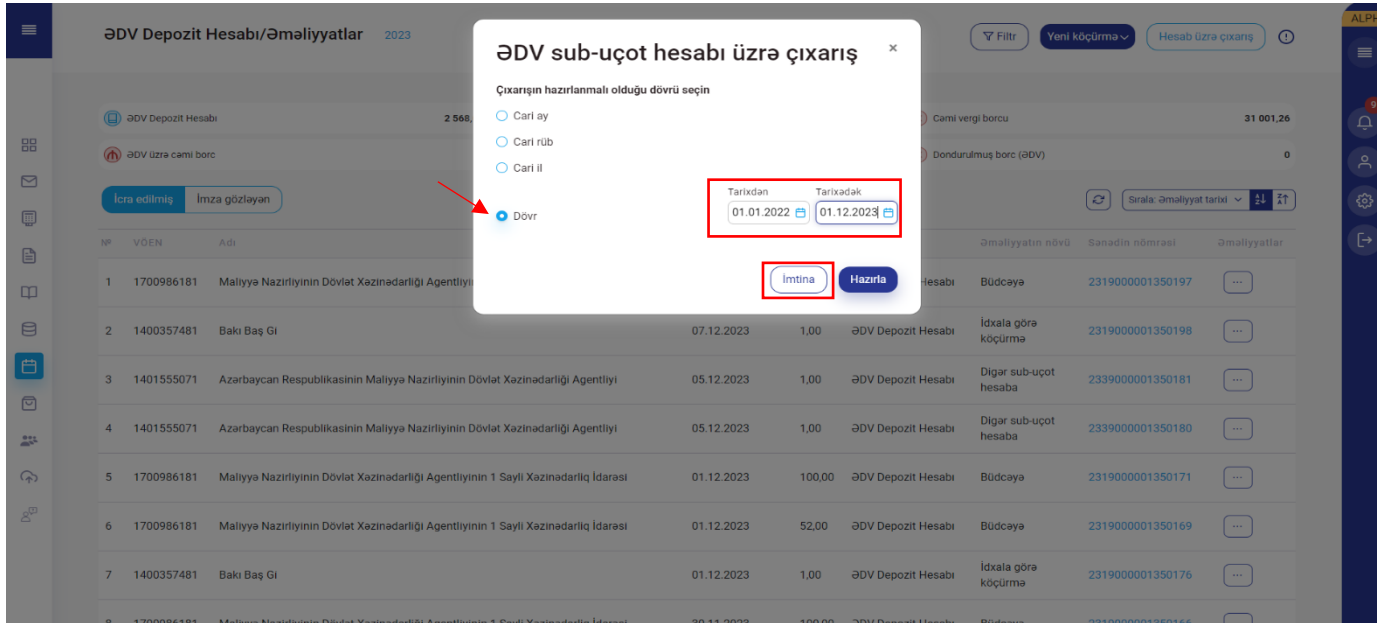 ƏDV Depozit Hesabı/Əməliyyatlar 2023
Filtr
Yeni köçürmə
Hesab üzrə çıxarış
ALPH
ƏDV sub-uçot hesabı üzrə çıxarış ×
Çıxarışın hazırlanmalı olduğu dövrü seçin
Cari ay
Cari rüb
Cari il
Dövr
Tarixdən Tarixədək
01.01.2022 01.12.2023
İmtina Hazırla
ƏDV Depozit Hesabı 2 568,
Cəmi vergi borcu 31 001,26
9
ƏDV üzrə cəmi borc
Dondurulmuş borc (ƏDV) 0
İcra edilmiş İmza gözləyən
Sırala: Əməliyyat tarixi
№ VÖEN Adı Əməliyyatın növü Sənədin nömrəsi Əməliyyatlar
1 1700986181 Maliyyə Nazirliyinin Dövlət Xəzinədarlığı Agentliyi Hesabı Büdcəyə 2319000001350197 ...
2 1400357481 Bakı Baş Gi 07.12.2023 1,00 ƏDV Depozit Hesabı İdxala görə köçürmə 2319000001350198 ...
3 1401555071 Azərbaycan Respublikasinin Maliyyə Nazirliyinin Dövlət Xəzinədarliği Agentliyi 05.12.2023 1,00 ƏDV Depozit Hesabı Digər sub-uçot hesaba 2339000001350181 ...
4 1401555071 Azərbaycan Respublikasinin Maliyyə Nazirliyinin Dövlət Xəzinədarliği Agentliyi 05.12.2023 1,00 ƏDV Depozit Hesabı Digər sub-uçot hesaba 2339000001350180 ...
5 1700986181 Maliyyə Nazirliyinin Dövlət Xəzinədarliği Agentliyinin 1 Sayli Xəzinədarliq İdarəsi 01.12.2023 100,00 ƏDV Depozit Hesabı Büdcəyə 2319000001350171 ...
6 1700986181 Maliyyə Nazirliyinin Dövlət Xəzinədarliği Agentliyinin 1 Sayli Xəzinədarliq İdarəsi 01.12.2023 52,00 ƏDV Depozit Hesabı Büdcəyə 2319000001350169 ...
7 1400357481 Bakı Baş Gi 01.12.2023 1,00 ƏDV Depozit Hesabı İdxala görə köçürmə 2319000001350176 ...